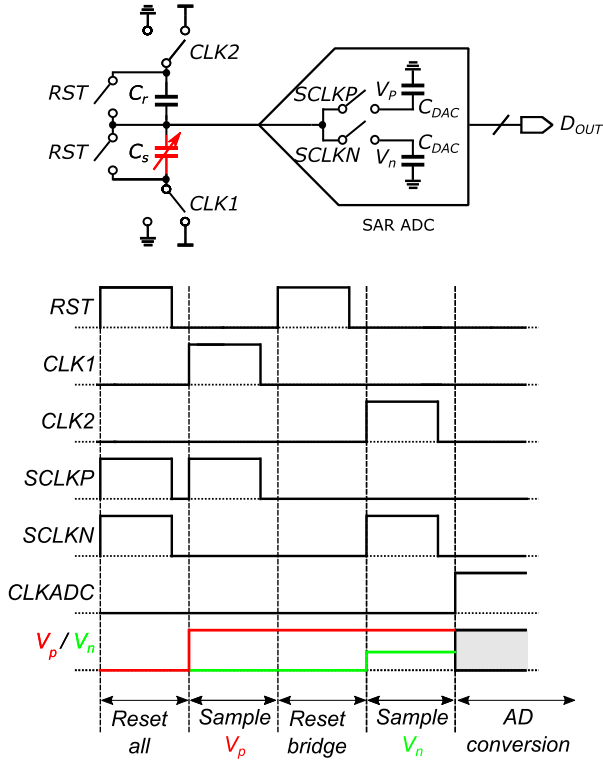 CLK2
RST
Cr
SCLKP
VP
CDAC
DOUT
RST
Cs
SCLKN
Vn
CDAC
CLK1
SAR ADC
RST
CLK1
CLK2
SCLKP
SCLKN
CLKADC
Vp / Vn
Reset all
Sample Vp
Reset bridge
Sample Vn
AD conversion